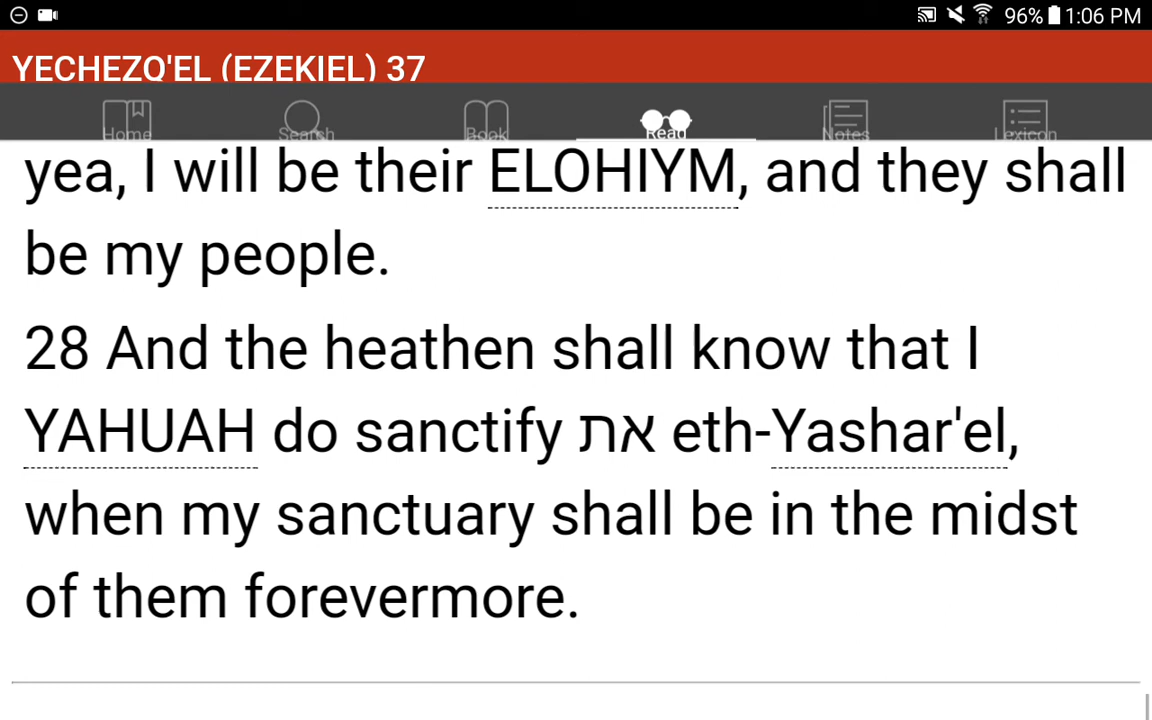 96% 1:06 PM
YECHEZQ'EL (EZEKIEL) 37
Home Search Book Read Notes Lexicon
yea, I will be their ELOHIYM, and they shall
be my people.
28 And the heathen shall know that I
YAHUAH do sanctify את eth-Yashar'el,
when my sanctuary shall be in the midst
of them forevermore.